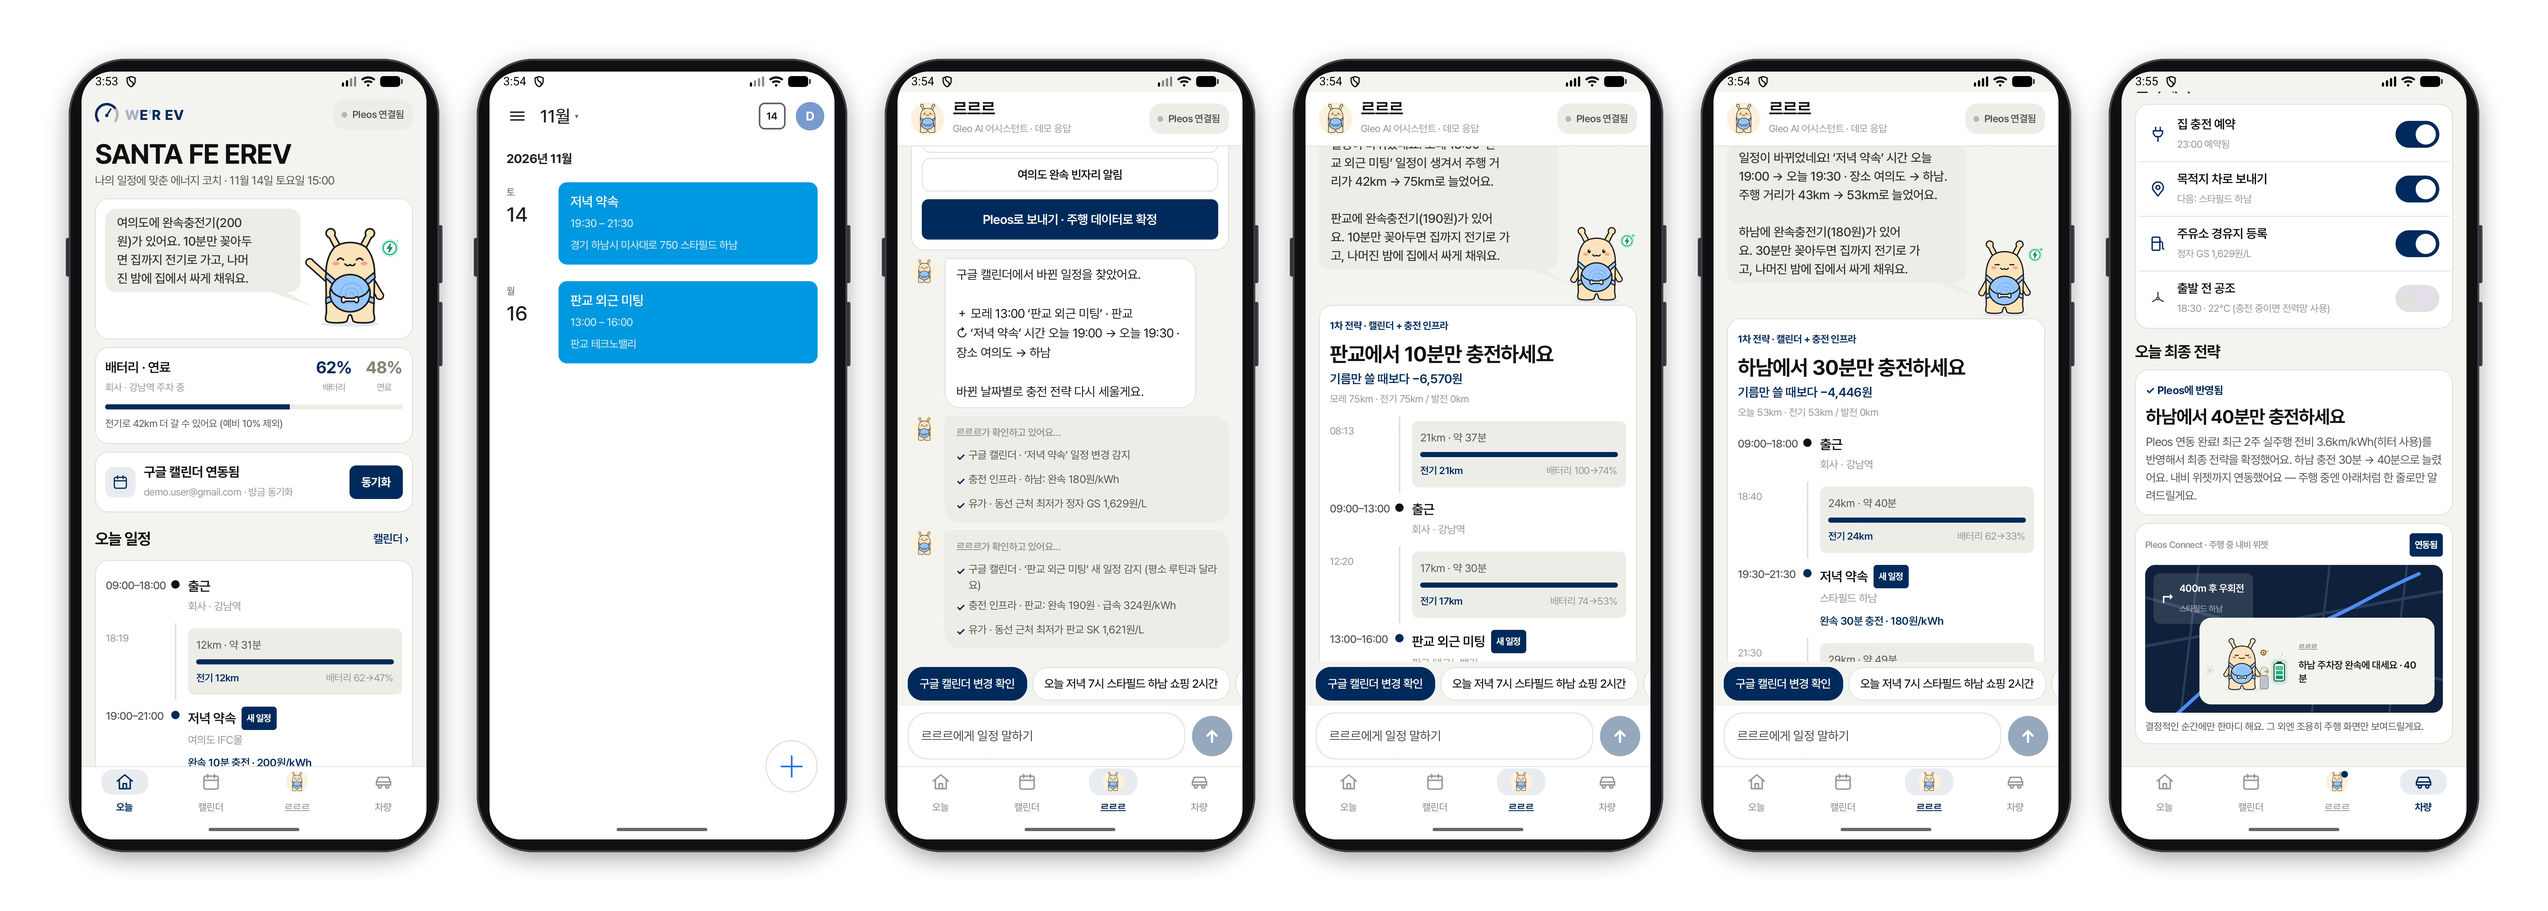 3:53
WE'R EV
Pleos 연결됨
SANTA FE EREV
나의 일정에 맞춘 에너지 코치 · 11월 14일 토요일 15:00
여의도에 완속충전기(200
원)가 있어요. 10분만 꽂아두
면 집까지 전기로 가고, 나머
진 밤에 집에서 싸게 채워요.
배터리 · 연료
62% 48%
회사 · 강남역 주차 중
배터리 연료
전기로 42km 더 갈 수 있어요 (예비 10% 제외)
구글 캘린더 연동됨
demo.user@gmail.com · 방금 동기화
동기화
오늘 일정
캘린더 ›
09:00–18:00 출근
회사 · 강남역
18:19
12km · 약 31분
전기 12km 배터리 62→47%
19:00–21:00 저녁 약속 새 일정
여의도 IFC몰
완속 10분 충전 · 200원/kWh
오늘 캘린더 르르르 차량
3:54
11월
14
D
2026년 11월
토
14
저녁 약속
19:30 – 21:30
경기 하남시 미사대로 750 스타필드 하남
월
16
판교 외근 미팅
13:00 – 16:00
판교 테크노밸리
3:54
르르르
Gleo AI 어시스턴트 · 데모 응답
Pleos 연결됨
여의도 완속 빈자리 알림
Pleos로 보내기 · 주행 데이터로 확정
구글 캘린더에서 바뀐 일정을 찾았어요.
+ 모레 13:00 ‘판교 외근 미팅’ · 판교
↻ ‘저녁 약속’ 시간 오늘 19:00 → 오늘 19:30 ·
장소 여의도 → 하남
바뀐 날짜별로 충전 전략 다시 세울게요.
르르르가 확인하고 있어요...
✓ 구글 캘린더 · ‘저녁 약속’ 일정 변경 감지
✓ 충전 인프라 · 하남: 완속 180원/kWh
✓ 유가 · 동선 근처 최저가 정자 GS 1,629원/L
르르르가 확인하고 있어요...
✓ 구글 캘린더 · ‘판교 외근 미팅’ 새 일정 감지 (평소 루틴과 달라
요)
✓ 충전 인프라 · 판교: 완속 190원 · 급속 324원/kWh
✓ 유가 · 동선 근처 최저가 판교 SK 1,621원/L
구글 캘린더 변경 확인
오늘 저녁 7시 스타필드 하남 쇼핑 2시간
르르르에게 일정 말하기
오늘 캘린더 르르르 차량
3:54
르르르
Gleo AI 어시스턴트 · 데모 응답
Pleos 연결됨
교 외근 미팅’ 일정이 생겨서 주행 거
리가 42km → 75km로 늘었어요.
판교에 완속충전기(190원)가 있어
요. 10분만 꽂아두면 집까지 전기로 가
고, 나머진 밤에 집에서 싸게 채워요.
1차 전략 · 캘린더 + 충전 인프라
판교에서 10분만 충전하세요
기름만 쓸 때보다 −6,570원
모레 75km · 전기 75km / 발전 0km
08:13
21km · 약 37분
전기 21km 배터리 100→74%
09:00–13:00 출근
회사 · 강남역
12:20
17km · 약 30분
전기 17km 배터리 74→53%
13:00–16:00 판교 외근 미팅 새 일정
구글 캘린더 변경 확인
오늘 저녁 7시 스타필드 하남 쇼핑 2시간
르르르에게 일정 말하기
오늘 캘린더 르르르 차량
3:54
르르르
Gleo AI 어시스턴트 · 데모 응답
Pleos 연결됨
일정이 바뀌었네요! ‘저녁 약속’ 시간 오늘
19:00 → 오늘 19:30 · 장소 여의도 → 하남.
주행 거리가 43km → 53km로 늘었어요.
하남에 완속충전기(180원)가 있어
요. 30분만 꽂아두면 집까지 전기로 가
고, 나머진 밤에 집에서 싸게 채워요.
1차 전략 · 캘린더 + 충전 인프라
하남에서 30분만 충전하세요
기름만 쓸 때보다 −4,446원
오늘 53km · 전기 53km / 발전 0km
09:00–18:00 출근
회사 · 강남역
18:40
24km · 약 40분
전기 24km 배터리 62→33%
19:30–21:30 저녁 약속 새 일정
스타필드 하남
완속 30분 충전 · 180원/kWh
21:30
29km · 약 49분
구글 캘린더 변경 확인
오늘 저녁 7시 스타필드 하남 쇼핑 2시간
르르르에게 일정 말하기
오늘 캘린더 르르르 차량
3:55
집 충전 예약
23:00 예약됨
목적지 차로 보내기
다음: 스타필드 하남
주유소 경유지 등록
정자 GS 1,629원/L
출발 전 공조
18:30 · 22°C (충전 중이면 전력망 사용)
오늘 최종 전략
✓ Pleos에 반영됨
하남에서 40분만 충전하세요
Pleos 연동 완료! 최근 2주 실주행 전비 3.6km/kWh(히터 사용)를
반영해서 최종 전략을 확정했어요. 하남 충전 30분 → 40분으로 늘렸
어요. 내비 위젯까지 연동했어요 — 주행 중엔 아래처럼 한 줄로만 알
려드릴게요.
Pleos Connect · 주행 중 내비 위젯
연동됨
400m 후 우회전
스타필드 하남
르르르
하남 주차장 완속에 대세요 · 40
분
결정적인 순간에만 한마디 해요. 그 외엔 조용히 주행 화면만 보여드릴게요.
오늘 캘린더 르르르 차량